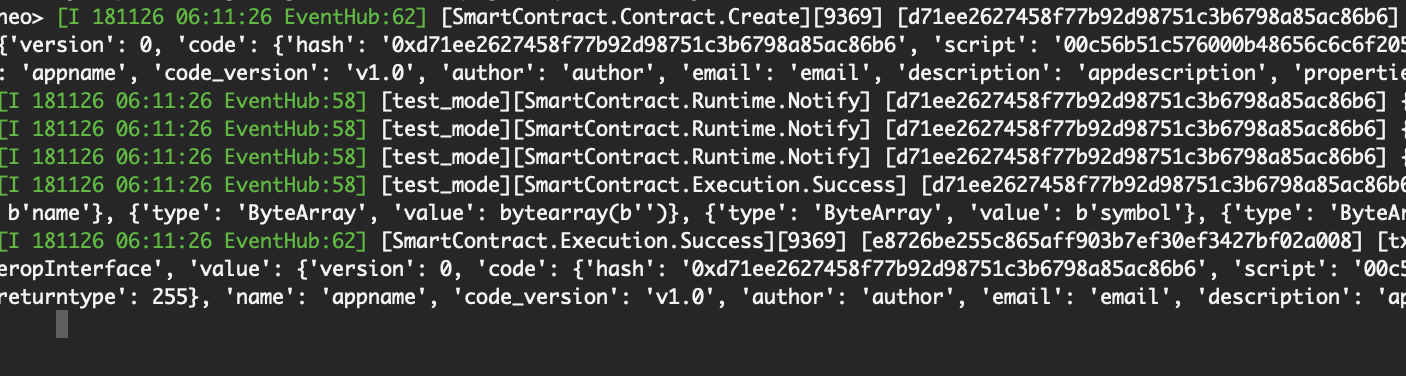 neo> [I 181126 06:11:26 EventHub:62] [SmartContract.Contract.Create][9369] [d71ee2627458f77b92d98751c3b6798a85ac86b6]
{'version': 0, 'code': {'hash': '0xd71ee2627458f77b92d98751c3b6798a85ac86b6', 'script': '00c56b51c576000b48656c6c6f205
: 'appname', 'code_version': 'v1.0', 'author': 'author', 'email': 'email', 'description': 'appdescription', 'propertie
[I 181126 06:11:26 EventHub:58] [test_mode][SmartContract.Runtime.Notify] [d71ee2627458f77b92d98751c3b6798a85ac86b6] {
[I 181126 06:11:26 EventHub:58] [test_mode][SmartContract.Runtime.Notify] [d71ee2627458f77b92d98751c3b6798a85ac86b6] {
[I 181126 06:11:26 EventHub:58] [test_mode][SmartContract.Runtime.Notify] [d71ee2627458f77b92d98751c3b6798a85ac86b6] {
[I 181126 06:11:26 EventHub:58] [test_mode][SmartContract.Execution.Success] [d71ee2627458f77b92d98751c3b6798a85ac86b6
b'name'}, {'type': 'ByteArray', 'value': bytearray(b'')}, {'type': 'ByteArray', 'value': b'symbol'}, {'type': 'ByteAr
[I 181126 06:11:26 EventHub:62] [SmartContract.Execution.Success][9369] [e8726be255c865aff903b7ef30ef3427bf02a008] [tx
eropInterface', 'value': {'version': 0, 'code': {'hash': '0xd71ee2627458f77b92d98751c3b6798a85ac86b6', 'script': '00c5
returntype': 255}, 'name': 'appname', 'code_version': 'v1.0', 'author': 'author', 'email': 'email', 'description': 'ap